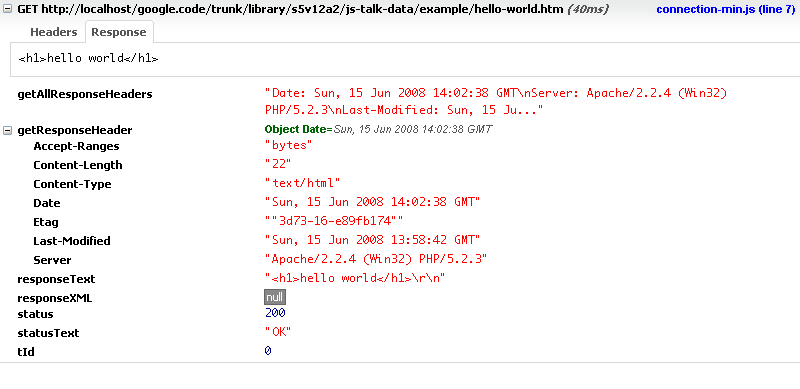 GET http://localhost/google.code/trunk/library/s5v12a2/js-talk-data/example/hello-world.htm (40ms) connection-min.js (line 7)
Headers Response
<h1>hello world</h1>
getAllResponseHeaders "Date: Sun, 15 Jun 2008 14:02:38 GMT\nServer: Apache/2.2.4 (Win32)
PHP/5.2.3\nLast-Modified: Sun, 15 Ju..."
getResponseHeader Object Date=Sun, 15 Jun 2008 14:02:38 GMT
Accept-Ranges "bytes"
Content-Length "22"
Content-Type "text/html"
Date "Sun, 15 Jun 2008 14:02:38 GMT"
Etag ""3d73-16-e89fb174""
Last-Modified "Sun, 15 Jun 2008 13:58:42 GMT"
Server "Apache/2.2.4 (Win32) PHP/5.2.3"
responseText "<h1>hello world</h1>\r\n"
responseXML null
status 200
statusText "OK"
tId 0